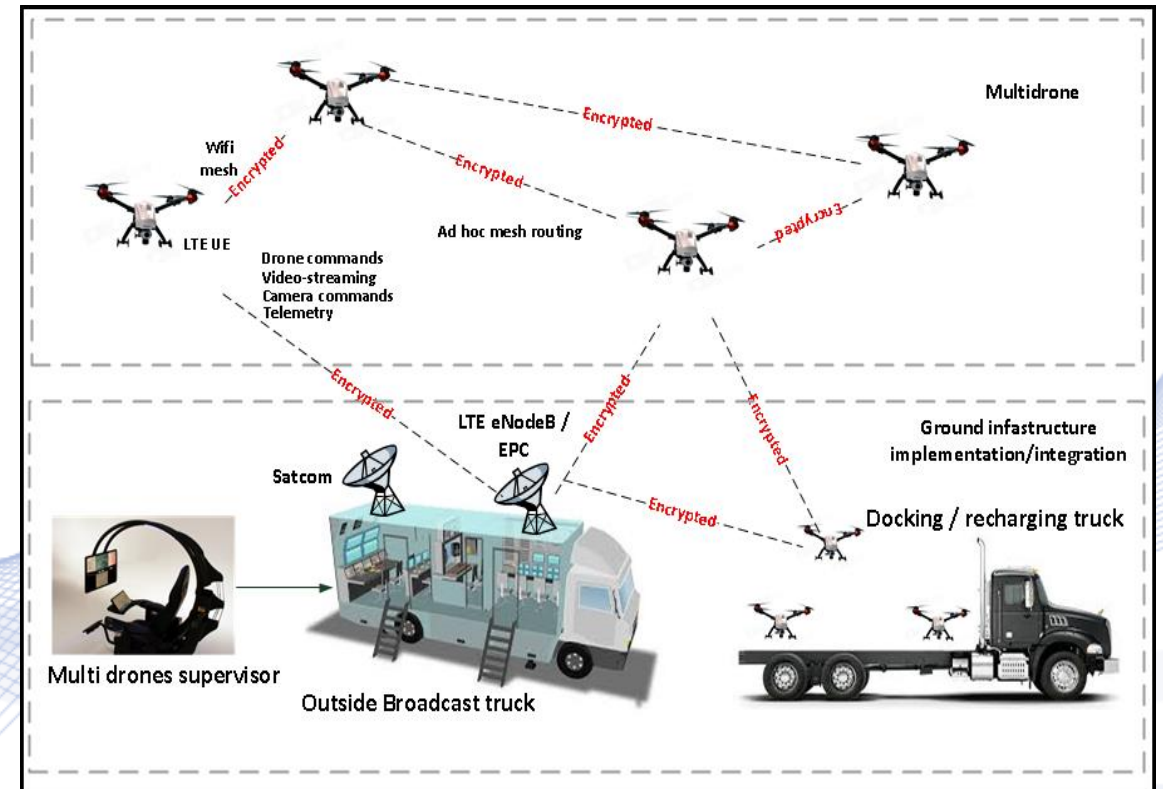 Multidrone
Encrypted
Wifi
mesh
Encrypted
Encrypted
Encrypted
LTE UE
Ad hoc mesh routing
Drone commands
Video-streaming
Camera commands
Telemetry
Encrypted
Encrypted
Encrypted
LTE eNodeB /
EPC
Ground infastructure
implementation/integration
Satcom
Encrypted
Docking / recharging truck
Multi drones supervisor
Outside Broadcast truck